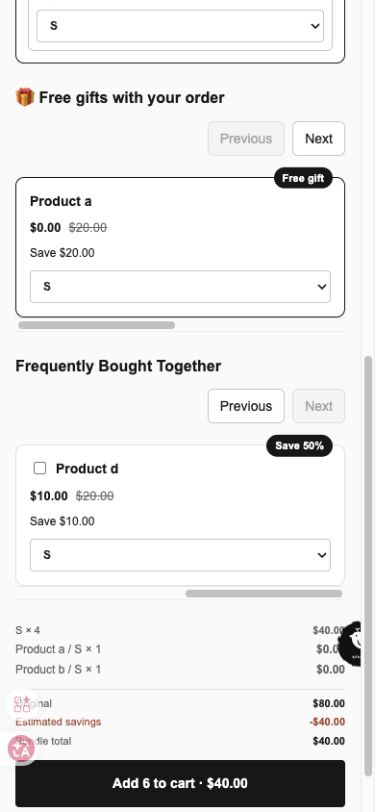 S
🎁 Free gifts with your order
Previous Next
Free gift
Product a
$0.00 $20.00
Save $20.00
S
Frequently Bought Together
Previous Next
Save 50%
Product d
$10.00 $20.00
Save $10.00
S
S × 4 $40.00
Product a / S × 1
Product b / S × 1 $0.00
$80.00
Estimated savings -$40.00
total $40.00
Add 6 to cart · $40.00